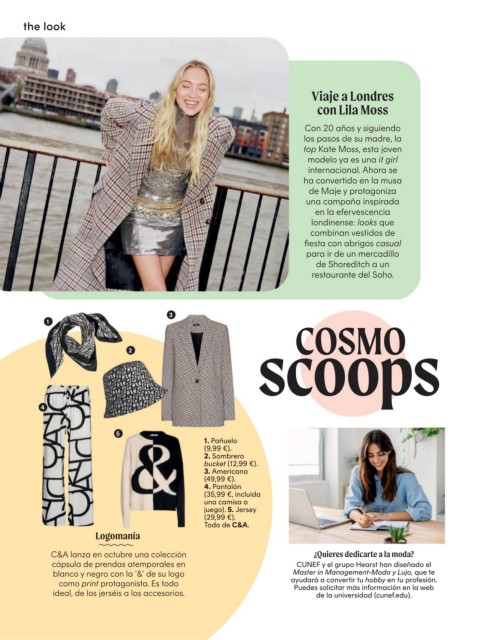 the look
Viaje a Londres
con Lila Moss
Con 20 años y siguiendo
los pasos de su madre, la
top Kate Moss, esta joven
modelo ya es una it girl
internacional. Ahora se
ha convertido en la musa
de Maje y protagoniza
una campaña inspirada
en la efervescencia
londinense: looks que
combinan vestidos de
fiesta con abrigos casual
para ir de un mercadillo
de Shoreditch a un
restaurante del Soho.
1
2
3
4
5
&
1. Pañuelo
(9,99 €).
2. Sombrero
bucket (12,99 €).
3. Americana
(49,99 €).
4. Pantalón
(35,99 €, incluida
una camisa a
juego). 5. Jersey
(29,99 €).
Todo de C&A.
Logomanía
C&A lanza en octubre una colección
cápsula de prendas atemporales en
blanco y negro con la ‘&’ de su logo
como print protagonista. Es todo
ideal, de los jerséis a los accesorios.
COSMO
scoops
¿Quieres dedicarte a la moda?
CUNEF y el grupo Hearst han diseñado el
Master in Management-Moda y Lujo, que te
ayudará a convertir tu hobby en tu profesión.
Puedes solicitar más información en la web
de la universidad (cunef.edu).